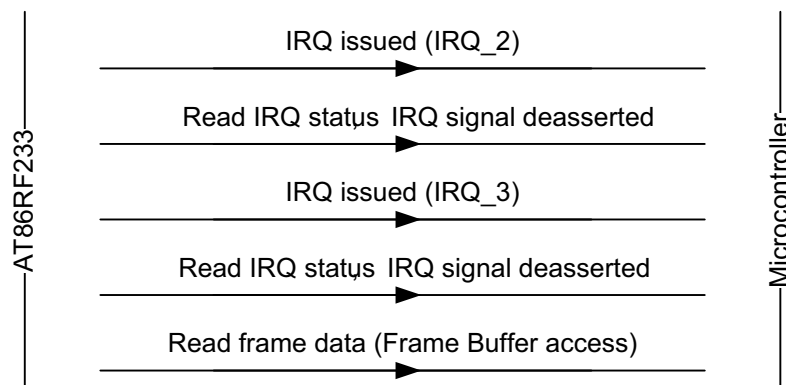 IRQ issued (IRQ_2)
Read IRQ status, IRQ signal deasserted
IRQ issued (IRQ_3)
Read IRQ status, IRQ signal deasserted
Read frame data (Frame Buffer access)
AT86RF233
Microcontroller